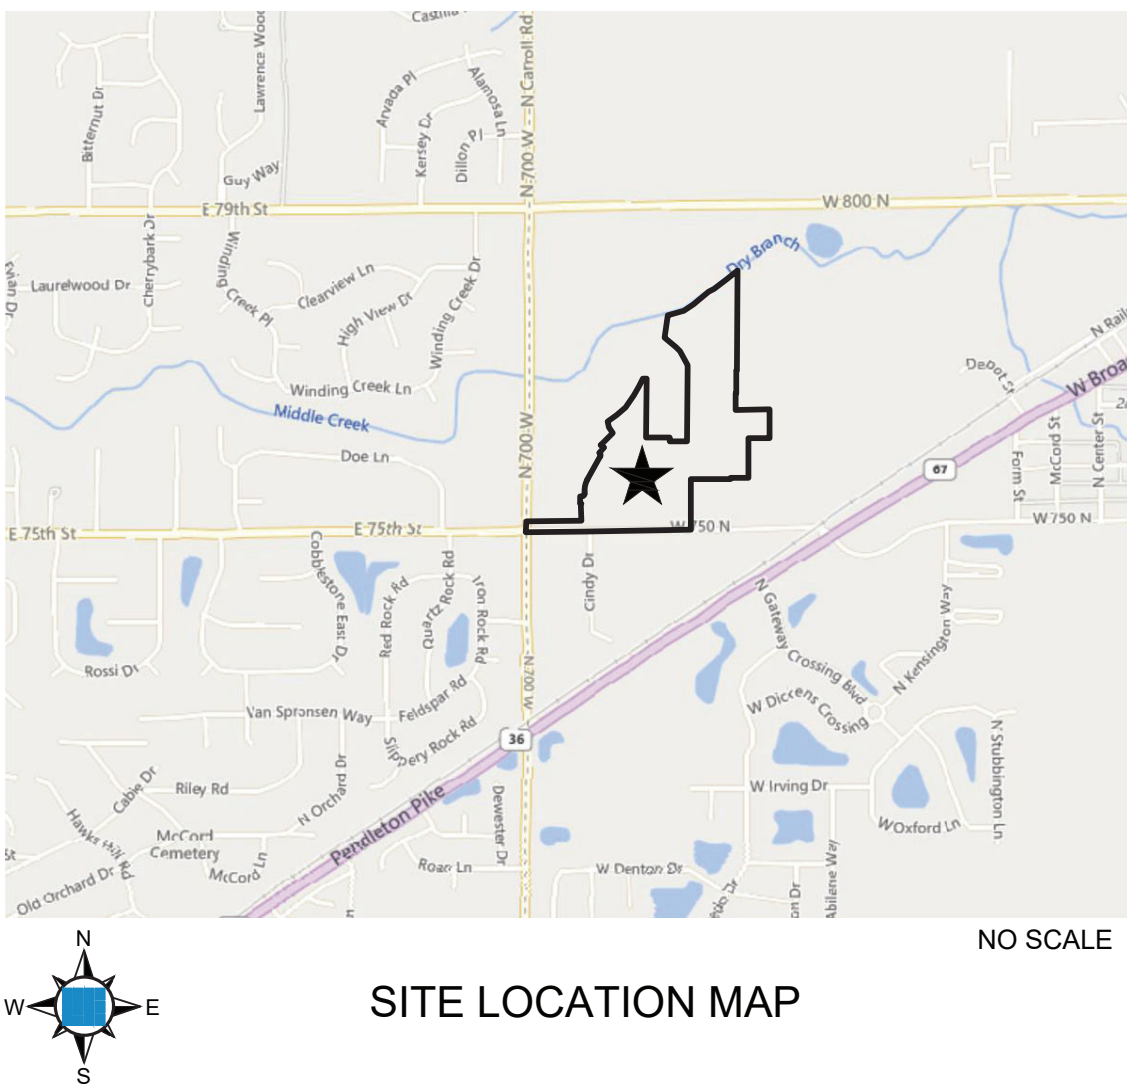 Lawrence Woo
N Carroll Rd
Bitternut Dr
Arvada Pl
Alamosa Ln
Kersey Dr
Dillon Pl
N 700 W
Guy Way
E 79th St
W 800 N
Cherrybark Dr
Winding Creek Pl
Dry Branch
Laurelwood Dr
Clearview Ln
High View Dr
Winding Creek Dr
N Rail
DePot St
W Broa
Winding Creek Ln
Middle Creek
N 700 W
McCord St
N Center St
Form St
Doe Ln
67
E 75th St
E 75th St
W 750 N
W 750 N
Cobblestone East Dr
Red Rock Rd
Quartz Rock Rd
Iron Rock Rd
Cindy Dr
N Gateway Crossing Blvd
N Kensington Way
Rossi Dr
N 700 W
Feldspar Rd
Van Spronsen Way
Slippery Rock Rd
W Dickens Crossing
N Stubbington Ln
36
Cable Dr
Riley Rd
N Orchard Dr
W Irving Dr
Hawks Hill Rd
McCord
Cemetery
Pendleton Pike
Dewester Dr
W Oxford Ln
St
McCord Ln
Roan Ln
W Denton Dr
Abilene Way
Old Orchard Dr
on Dr
NO SCALE
N
W
E
S
SITE LOCATION MAP